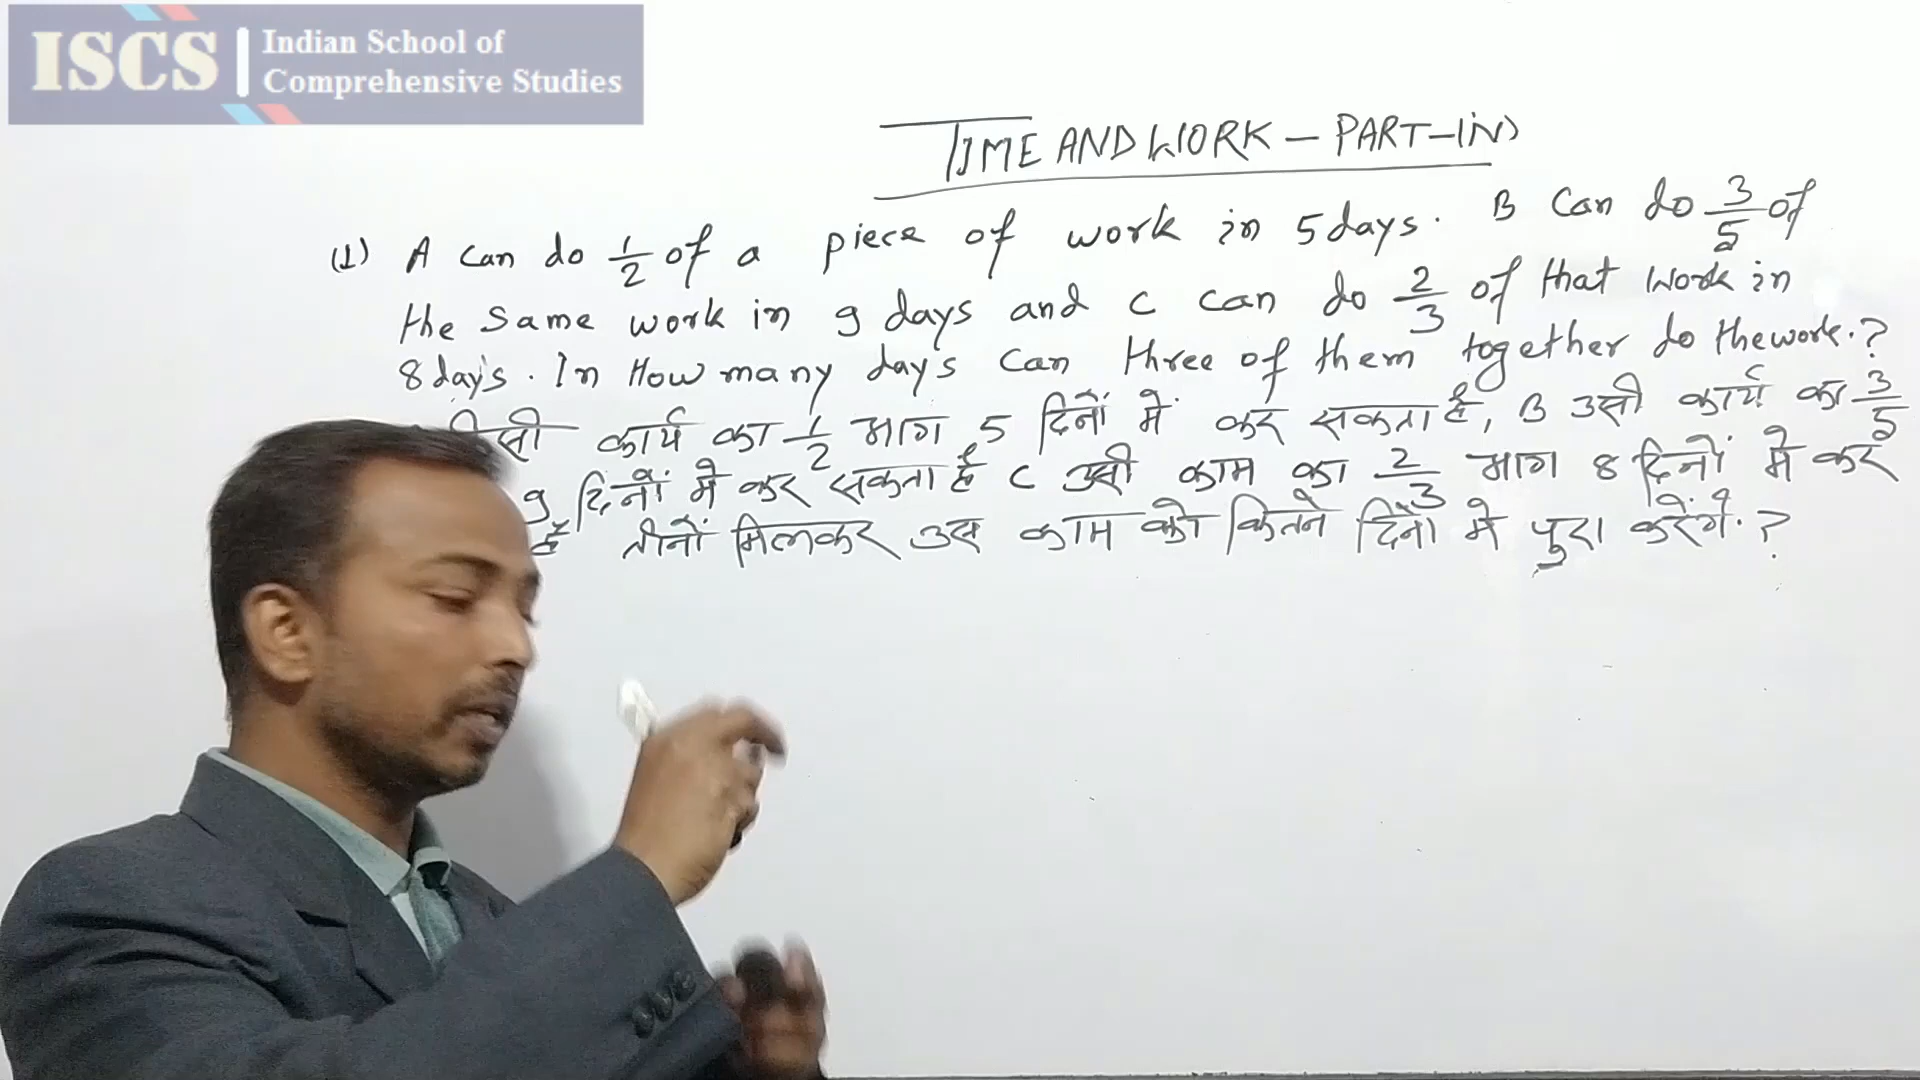 ISCS
Indian School of
Comprehensive Studies
TIME AND WORK - PART-
(1) A can do 1/2 of a piece of work in 5 days. B can do 3/5 of
the same work in 9 days and C can do 2/3 of that work in
8 days. In How many days can three of them together do the work.?
कार्य का 1/2 भाग 5 दिनों में कर सकता है, B उसी कार्य का 3/5
9 दिनों में कर सकता है C उसी काम का 2/3 भाग 8 दिनों में कर
है तीनों मिलकर उस काम को कितने दिनों में पुरा करेंगे.?